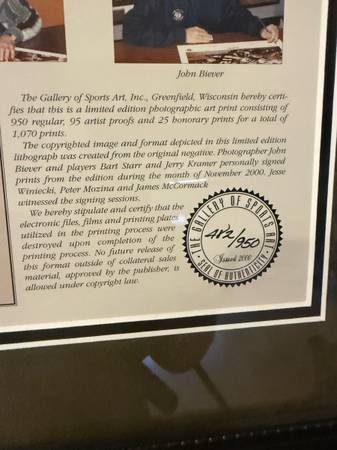 John Biever
The Gallery of Sports Art, Inc., Greenfield, Wisconsin hereby certi-
fies that this is a limited edition photographic art print consisting of
950 regular, 95 artist proofs and 25 honorary prints for a total of
1,070 prints.
The copyrighted image and format depicted in this limited edition
lithograph was created from the original negative. Photographer John
Biever and players Bart Starr and Jerry Kramer personally signed
prints from the edition during the month of November 2000. Jesse
Winiecki, Peter Mozina and James McCormack
witnessed the signing sessions.
We hereby stipulate and certify that the
electronic files, films and printing plates
utilized in the printing process were
destroyed upon completion of the
printing process. No future release of
this format outside of collateral sales
material, approved by the publisher, is
allowed under copyright law.
THE GALLERY OF SPORTS ART
412/950
Issued 2000
SEAL OF AUTHENTICITY